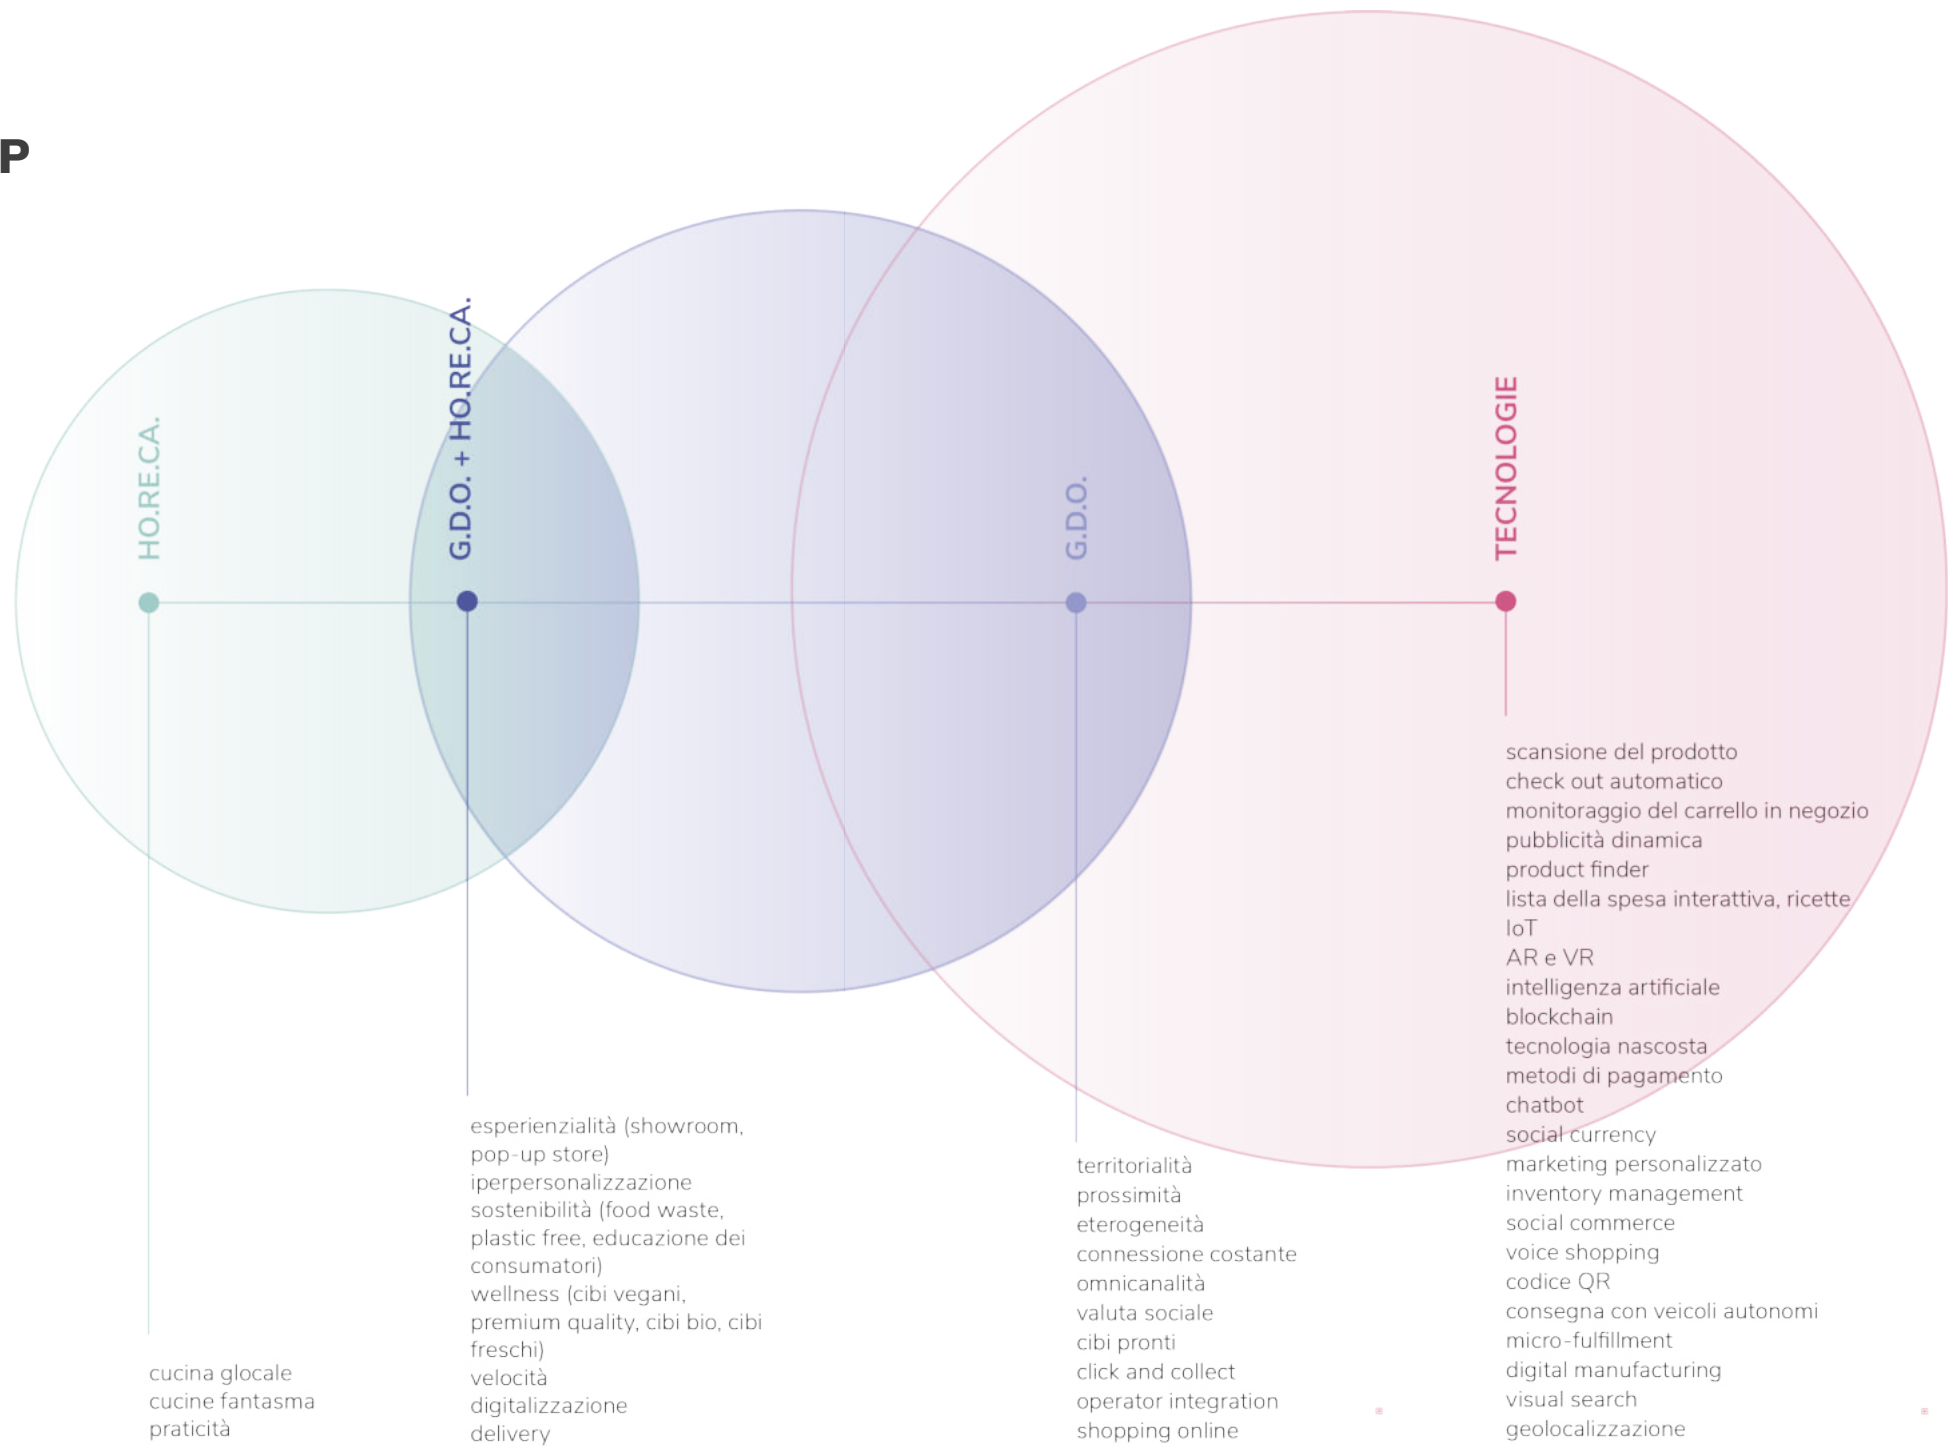 P
HO.RE.CA.
G.D.O. + HO.RE.CA.
G.D.O.
TECNOLOGIE
cucina glocale
cucine fantasma
praticità
esperienzialità (showroom,
pop-up store)
iperpersonalizzazione
sostenibilità (food waste,
plastic free, educazione dei
consumatori)
wellness (cibi vegani,
premium quality, cibi bio, cibi
freschi)
velocità
digitalizzazione
delivery
territorialità
prossimità
eterogeneità
connessione costante
omnicanalità
valuta sociale
cibi pronti
click and collect
operator integration
shopping online
scansione del prodotto
check out automatico
monitoraggio del carrello in negozio
pubblicità dinamica
product finder
lista della spesa interattiva, ricette
IoT
AR e VR
intelligenza artificiale
blockchain
tecnologia nascosta
metodi di pagamento
chatbot
social currency
marketing personalizzato
inventory management
social commerce
voice shopping
codice QR
consegna con veicoli autonomi
micro-fulfillment
digital manufacturing
visual search
geolocalizzazione